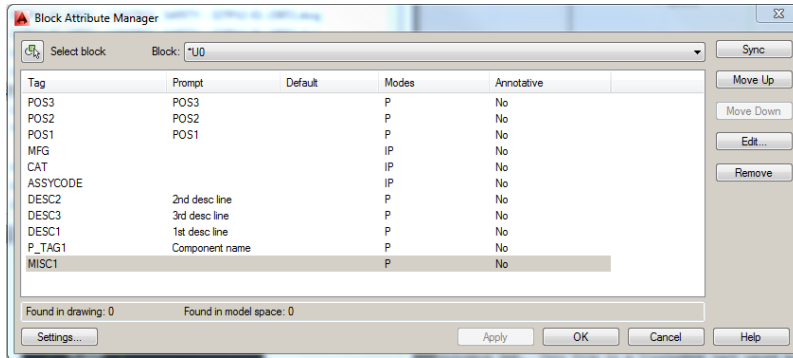 Block Attribute Manager
Select block Block: *U0 Sync
Tag Prompt Default Modes Annotative Move Up
POS3 POS3 P No
POS2 POS2 P No Move Down
POS1 POS1 P No
MFG IP No Edit...
CAT IP No
ASSYCODE IP No Remove
DESC2 2nd desc line P No
DESC3 3rd desc line P No
DESC1 1st desc line P No
P_TAG1 Component name P No
MISC1 P No
Found in drawing: 0 Found in model space: 0
Settings... Apply OK Cancel Help